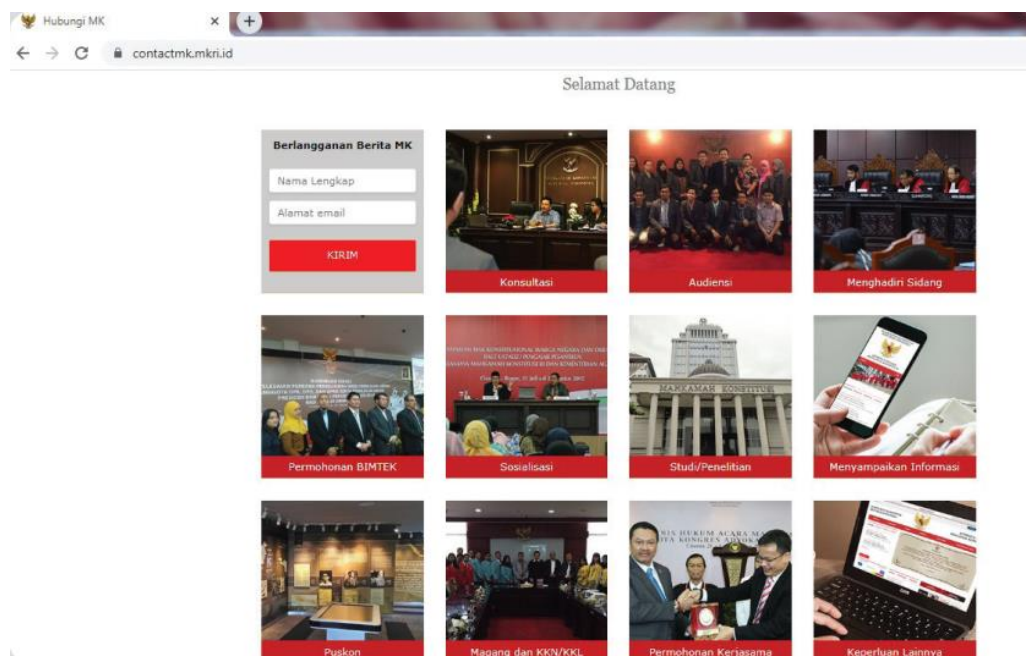 Hubungi MK
contactmk.mkri.id
Selamat Datang
Berlangganan Berita MK
Nama Lengkap
Alamat email
KIRIM
Konsultasi
Audiensi
Menghadiri Sidang
Permohonan BIMTEK
Sosialisasi
MAHKAMAH KONSTITUSI
Studi/Penelitian
Menyampaikan Informasi
Puskon
Magang dan KKN/KKL
Permohonan Kerjasama
Keperluan Lainnya